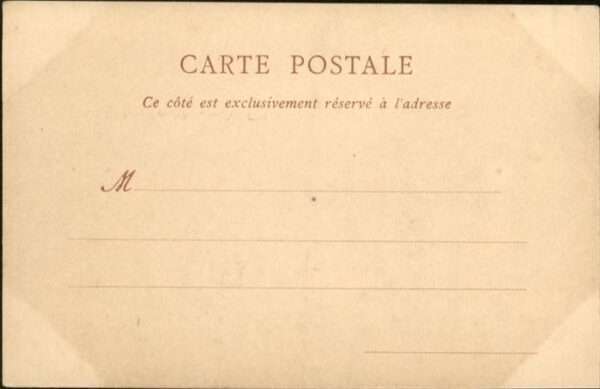 CARTE POSTALE
Ce côté est exclusivement réservé à l'adresse
M